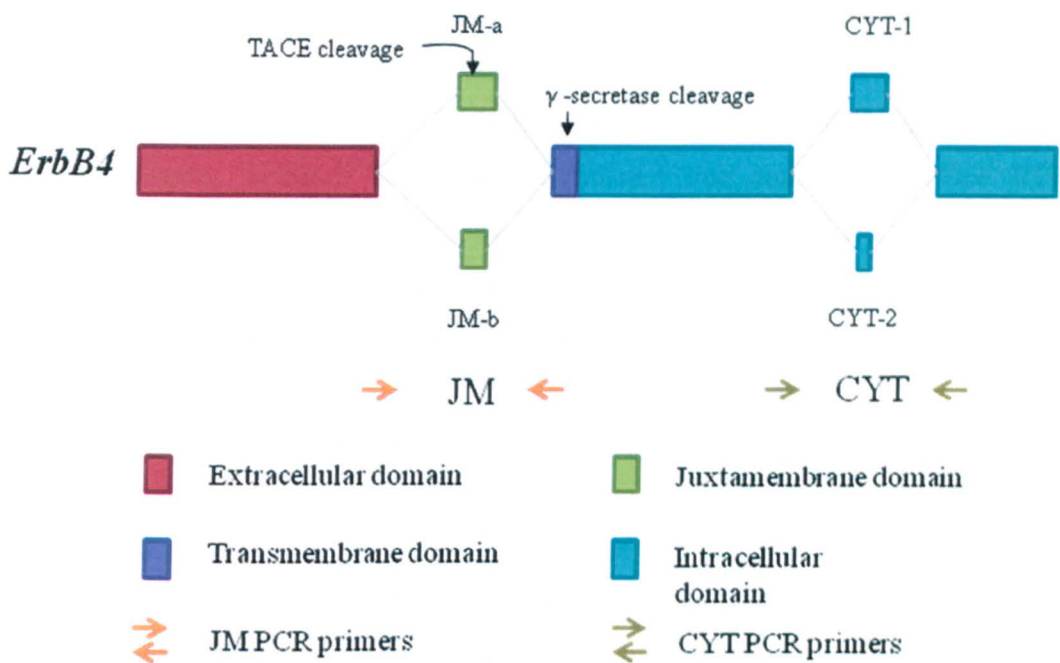 JM-a
CYT-1
TACE cleavage
γ-secretase cleavage
ErbB4
JM-b
CYT-2
JM
CYT
Extracellular domain
Juxtamembrane domain
Transmembrane domain
Intracellular
domain
JM PCR primers
CYT PCR primers